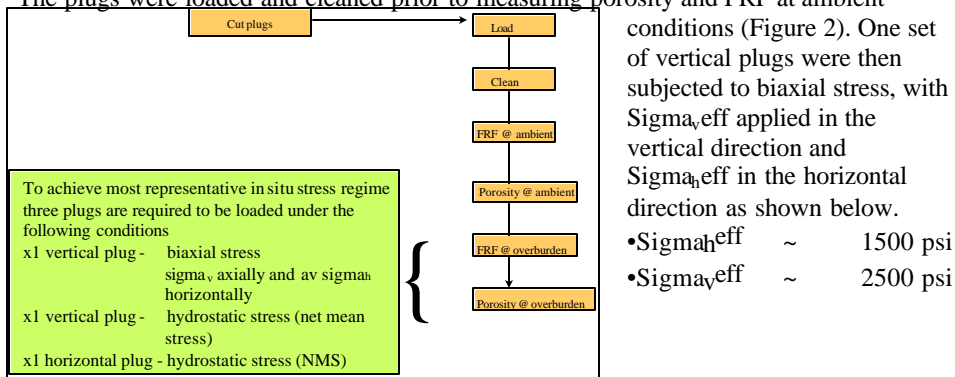 The plugs were loaded and cleaned prior to measuring porosity and FRF at ambient
conditions (Figure 2). One set
of vertical plugs were then
subjected to biaxial stress, with
Sigmaveff applied in the
vertical direction and
Sigmaheff in the horizontal
direction as shown below.
•Sigmaheff ~ 1500 psi
•Sigmaveff ~ 2500 psi
Cut plugs
Load
Clean
FRF @ ambient
Porosity @ ambient
FRF @ overburden
Porosity @ overburden
To achieve most representative in situ stress regime
three plugs are required to be loaded under the
following conditions
x1 vertical plug - biaxial stress
sigmav axially and av sigmah
horizontally
x1 vertical plug - hydrostatic stress (net mean
stress)
x1 horizontal plug - hydrostatic stress (NMS)